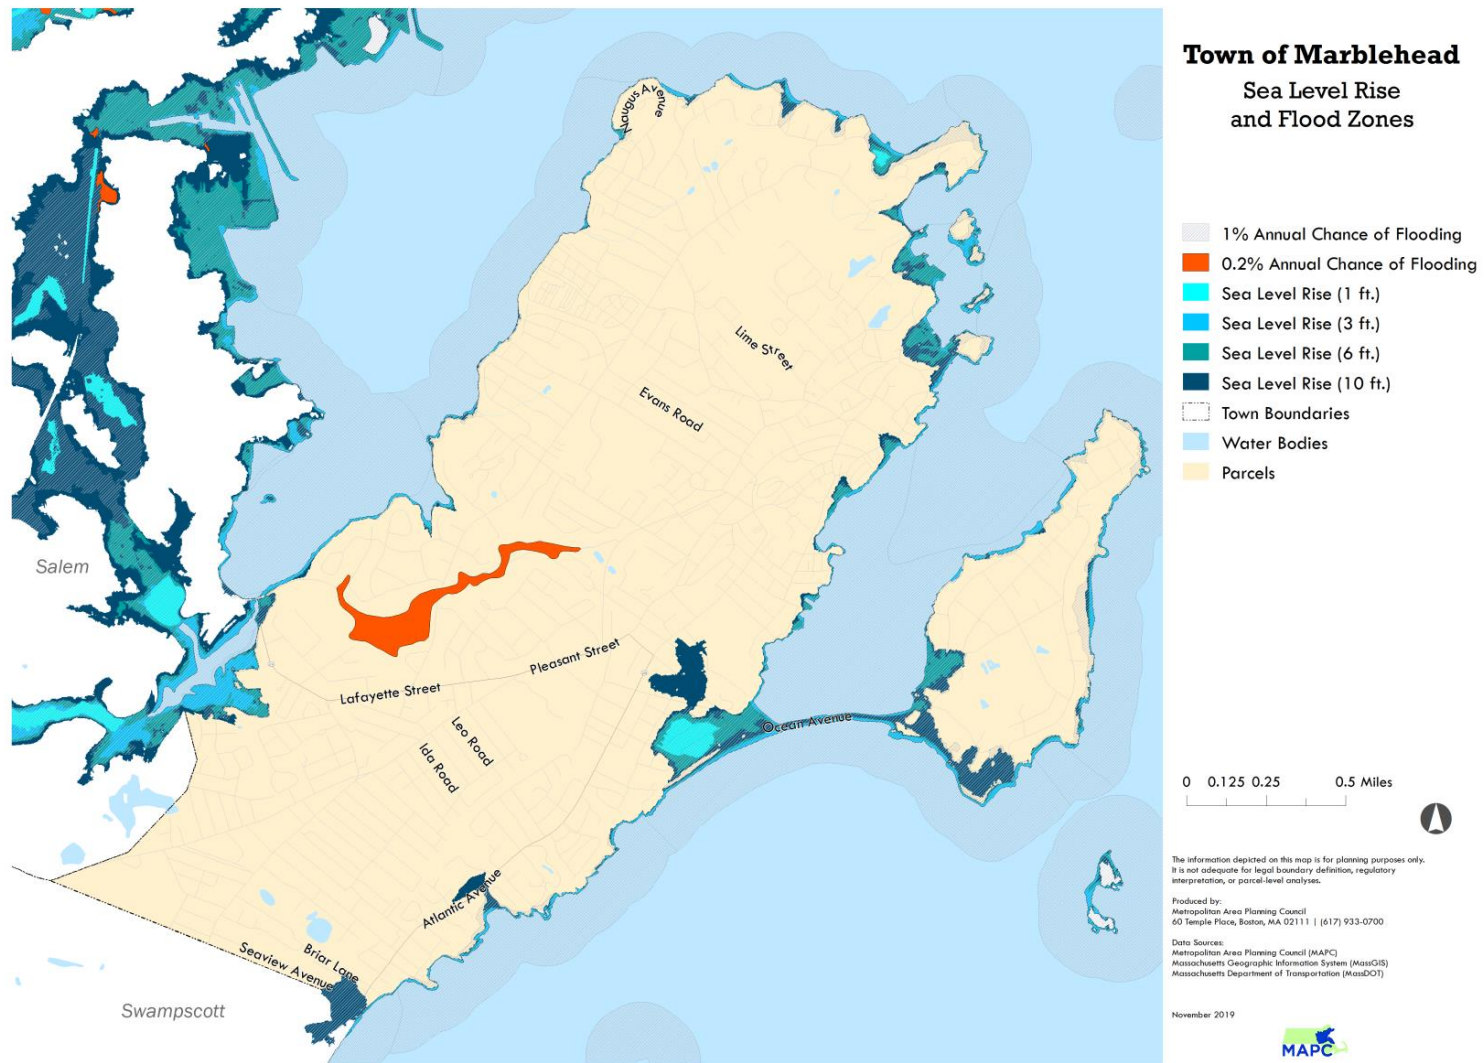 Town of Marblehead
Sea Level Rise
and Flood Zones
1% Annual Chance of Flooding
0.2% Annual Chance of Flooding
Sea Level Rise (1 ft.)
Sea Level Rise (3 ft.)
Sea Level Rise (6 ft.)
Sea Level Rise (10 ft.)
Town Boundaries
Water Bodies
Parcels
Naugus Avenue
Lime Street
Evans Road
Salem
Pleasant Street
Lafayette Street
Leo Road
Ida Road
Ocean Avenue
Atlantic Avenue
Briar Lane
Seaview Avenue
Swampscott
0 0.125 0.25 0.5 Miles
The information depicted on this map is for planning purposes only.
It is not adequate for legal boundary definition, regulatory
interpretation, or parcel-level analyses.
Produced by:
Metropolitan Area Planning Council
60 Temple Place, Boston, MA 02111 | (617) 933-0700
Data Sources:
Metropolitan Area Planning Council (MAPC)
Massachusetts Geographic Information System (MassGIS)
Massachusetts Department of Transportation (MassDOT)
November 2019
MAPC